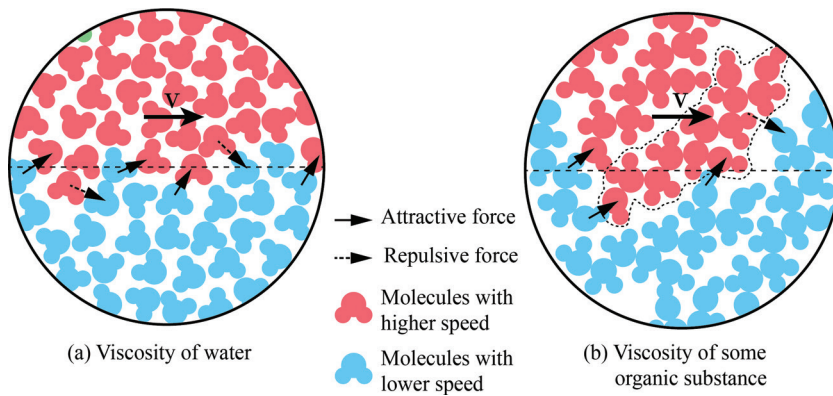 V
V
Attractive force
Repulsive force
Molecules with
higher speed
Molecules with
lower speed
(a) Viscosity of water
(b) Viscosity of some
organic substance